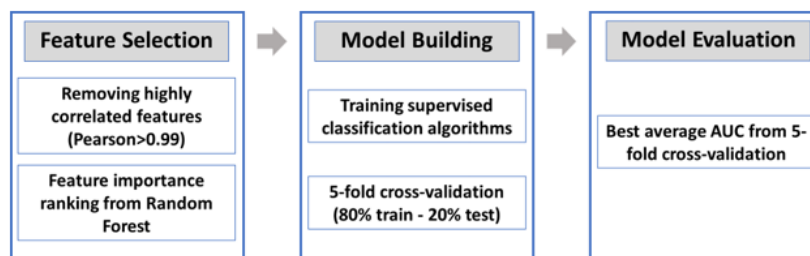 Feature Selection
Removing highly
correlated features
(Pearson>0.99)
Feature importance
ranking from Random
Forest
Model Building
Training supervised
classification algorithms
5-fold cross-validation
(80% train - 20% test)
Model Evaluation
Best average AUC from 5-
fold cross-validation